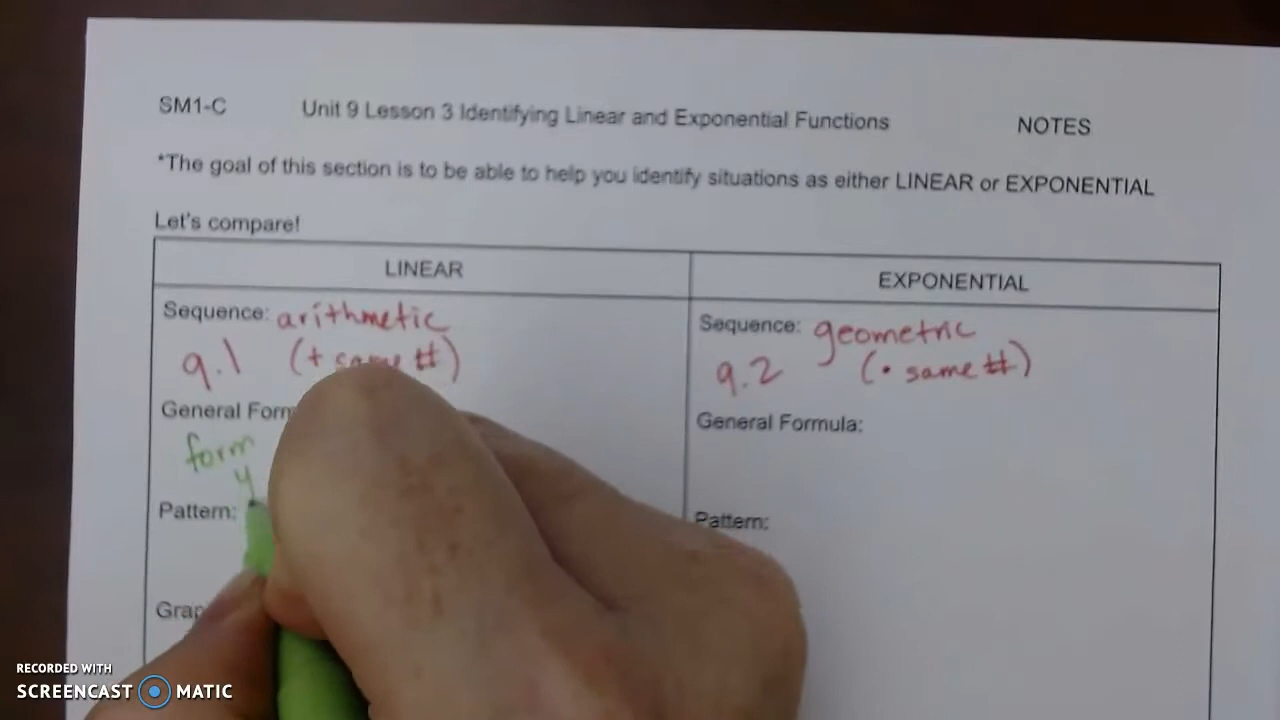 SM1-C Unit 9 Lesson 3 Identifying Linear and Exponential Functions NOTES
*The goal of this section is to be able to help you identify situations as either LINEAR or EXPONENTIAL
Let's compare!
LINEAR EXPONENTIAL
Sequence: arithmetic
9.1 (+ same #)
General Form
form
y
Pattern:
Grap
Sequence: geometric
9.2 (• same #)
General Formula:
Pattern:
RECORDED WITH
SCREENCAST MATIC